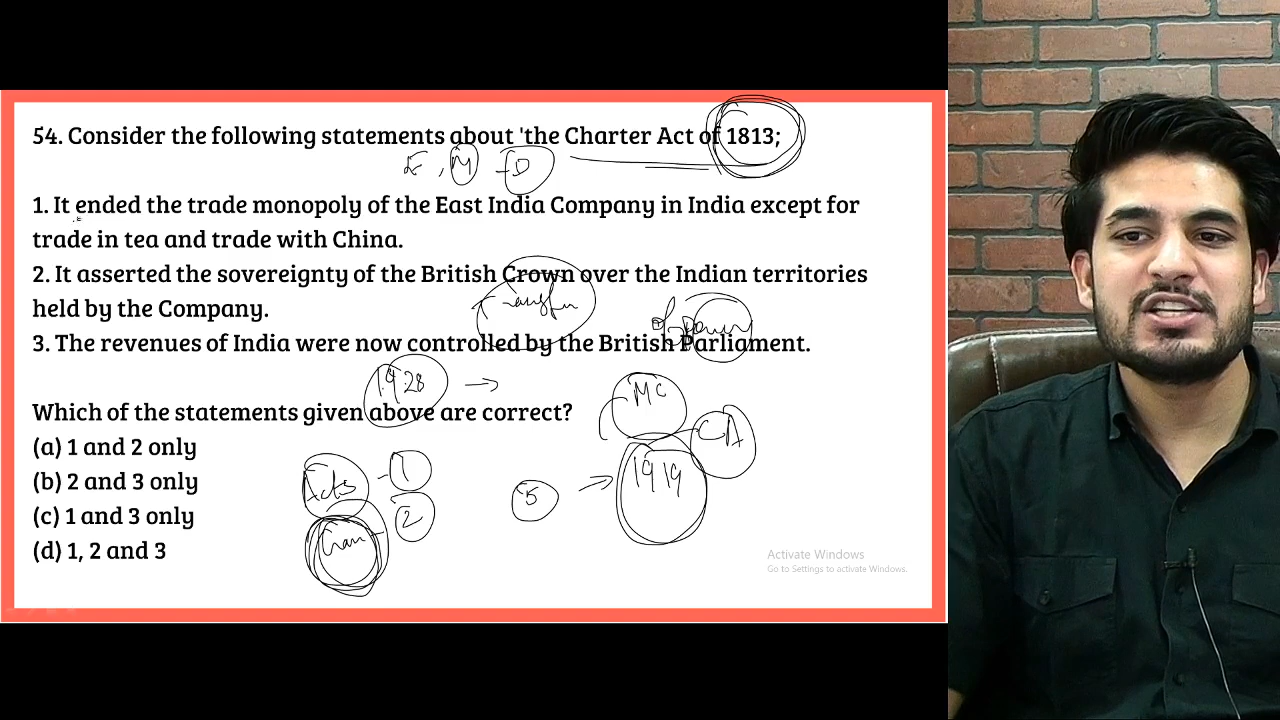 54. Consider the following statements about 'the Charter Act of 1813;
E, M - D
1. It ended the trade monopoly of the East India Company in India except for
trade in tea and trade with China.
2. It asserted the sovereignty of the British Crown over the Indian territories
held by the Company.
of power
3. The revenues of India were now controlled by the British Parliament.
1928
MC
Which of the statements given above are correct?
CA
(a) 1 and 2 only
Acts - 1
1919
(b) 2 and 3 only
5
2
(c) 1 and 3 only
(d) 1, 2 and 3
Activate Windows
Go to Settings to activate Windows.